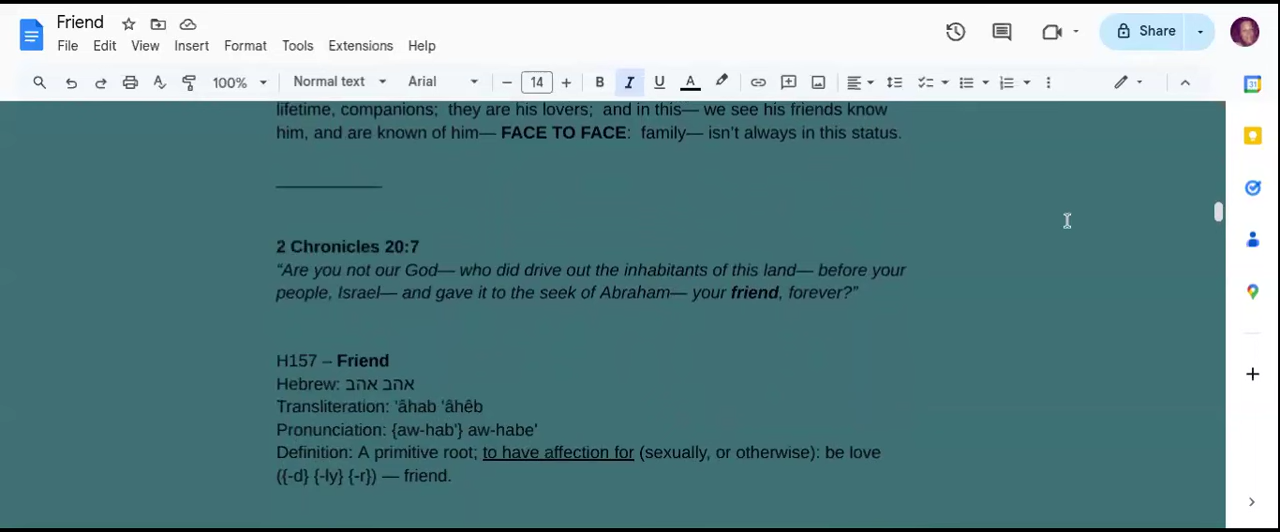 Friend
File Edit View Insert Format Tools Extensions Help
Share
100% Normal text Arial 14 B I U A
lifetime, companions; they are his lovers; and in this— we see his friends know
him, and are known of him— FACE TO FACE: family— isn’t always in this status.
___________
2 Chronicles 20:7
“Are you not our God— who did drive out the inhabitants of this land— before your
people, Israel— and gave it to the seek of Abraham— your friend, forever?”
H157 – Friend
Hebrew: אהב אהב
Transliteration: 'âhab 'âhêb
Pronunciation: {aw-hab'} aw-habe'
Definition: A primitive root; to have affection for (sexually, or otherwise): be love
({-d} {-ly} {-r}) — friend.